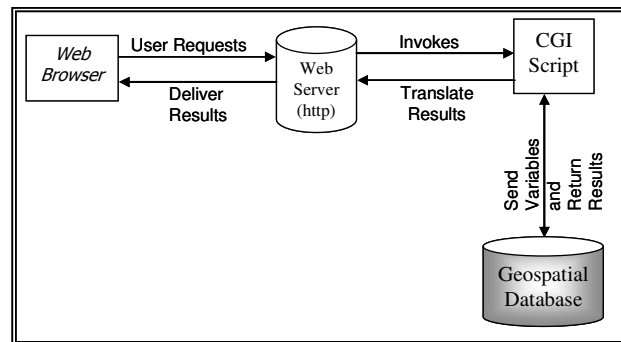 Web
Browser
User Requests
Deliver
Results
Web
Server
(http)
Invokes
Translate
Results
CGI
Script
Send
Variables
and
Return
Results
Geospatial
Database